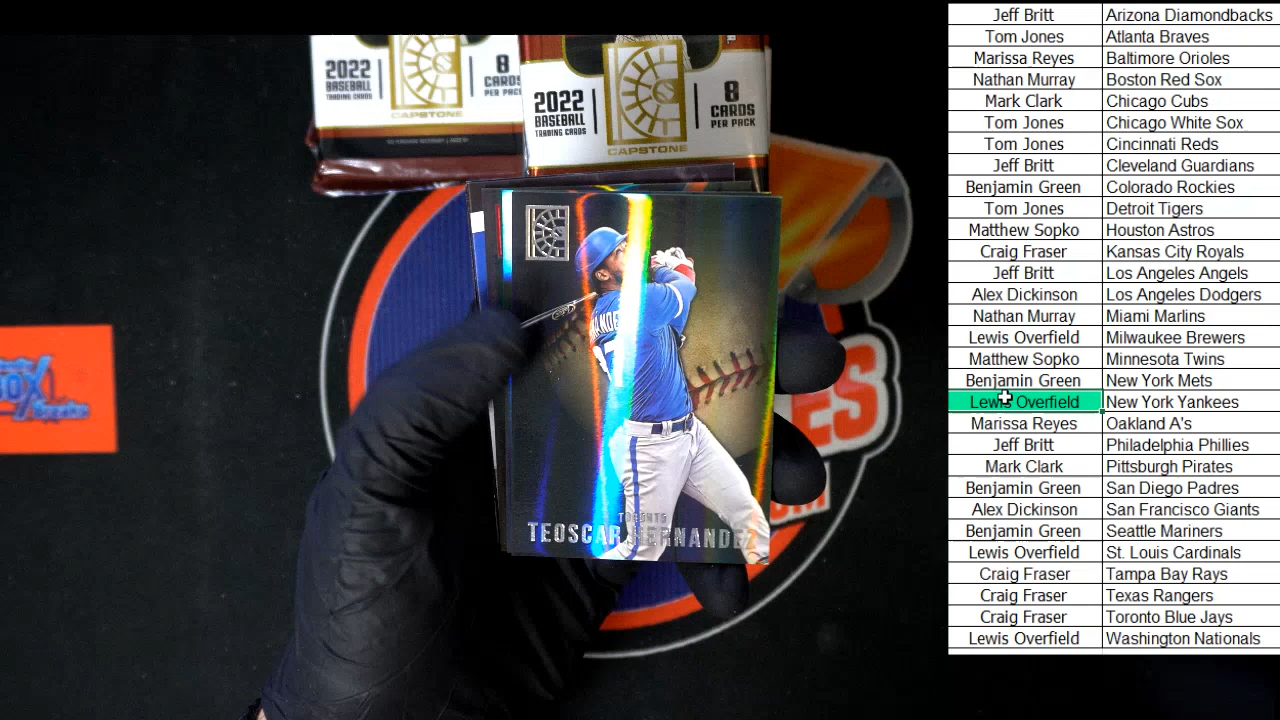 2022
BASEBALL
TRADING CARDS
8
CARDS
PER PACK
CAPSTONE
2022
BASEBALL
TRADING CARDS
8
CARDS
PER PACK
CAPSTONE
TORONTO
TEOSCAR HERNANDEZ
Jeff Britt Arizona Diamondbacks
Tom Jones Atlanta Braves
Marissa Reyes Baltimore Orioles
Nathan Murray Boston Red Sox
Mark Clark Chicago Cubs
Tom Jones Chicago White Sox
Tom Jones Cincinnati Reds
Jeff Britt Cleveland Guardians
Benjamin Green Colorado Rockies
Tom Jones Detroit Tigers
Matthew Sopko Houston Astros
Craig Fraser Kansas City Royals
Jeff Britt Los Angeles Angels
Alex Dickinson Los Angeles Dodgers
Nathan Murray Miami Marlins
Lewis Overfield Milwaukee Brewers
Matthew Sopko Minnesota Twins
Benjamin Green New York Mets
Lewis Overfield New York Yankees
Marissa Reyes Oakland A's
Jeff Britt Philadelphia Phillies
Mark Clark Pittsburgh Pirates
Benjamin Green San Diego Padres
Alex Dickinson San Francisco Giants
Benjamin Green Seattle Mariners
Lewis Overfield St. Louis Cardinals
Craig Fraser Tampa Bay Rays
Craig Fraser Texas Rangers
Craig Fraser Toronto Blue Jays
Lewis Overfield Washington Nationals